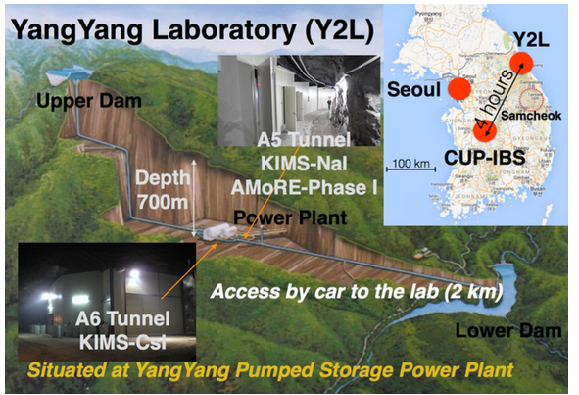 YangYang Laboratory (Y2L)
Upper Dam
A5 Tunnel
KIMS-NaI
AMoRE-Phase I
Depth
700m
Power Plant
A6 Tunnel
KIMS-CsI
Access by car to the lab (2 km)
Lower Dam
Situated at YangYang Pumped Storage Power Plant
Pyongyang
Y2L
Seoul
4 hours
Samcheok
100 km
CUP-IBS